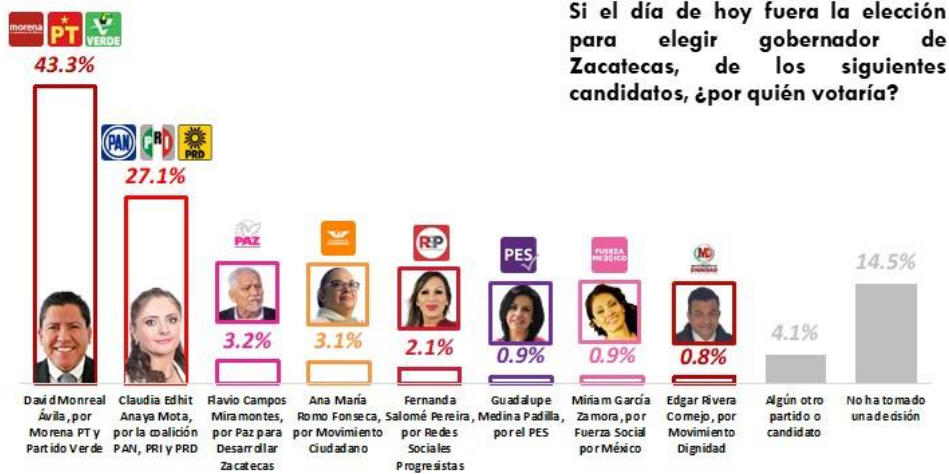 Si el día de hoy fuera la elección
para elegir gobernador de
Zacatecas, de los siguientes
candidatos, ¿por quién votaría?
morena
PT
VERDE
43.3%
PAN
PRI
PRD
27.1%
PAZ
3.2%
3.1%
RSP
2.1%
PES
0.9%
FUERZA
MÉXICO
0.9%
MD
DIGNIDAD
0.8%
4.1%
14.5%
David Monreal
Ávila, por
Morena PT y
Partido Verde
Claudia Edhit
Anaya Mota,
por la coalición
PAN, PRI y PRD
Flavio Campos
Miramontes,
por Paz para
Desarrollar
Zacatecas
Ana María
Romo Fonseca,
por Movimiento
Ciudadano
Fernanda
Salomé Pereira,
por Redes
Sociales
Progresistas
Guadalupe
Medina Padilla,
por el PES
Miriam García
Zamora, por
Fuerza Social
por México
Edgar Rivera
Cornejo, por
Movimiento
Dignidad
Algún otro
partido o
candidato
No ha tomado
una decisión